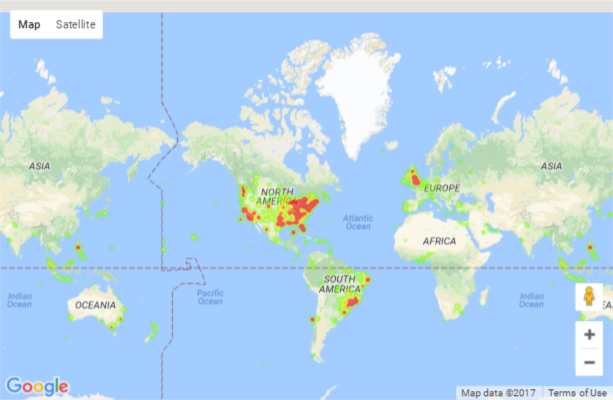 Map Satellite
ASIA
NORTH
AMERICA
EUROPE
ASIA
Atlantic
Ocean
AFRICA
SOUTH
AMERICA
Indian
Ocean
OCEANIA
Pacific
Ocean
Indian
Ocean
Google
Map data ©2017
Terms of Use